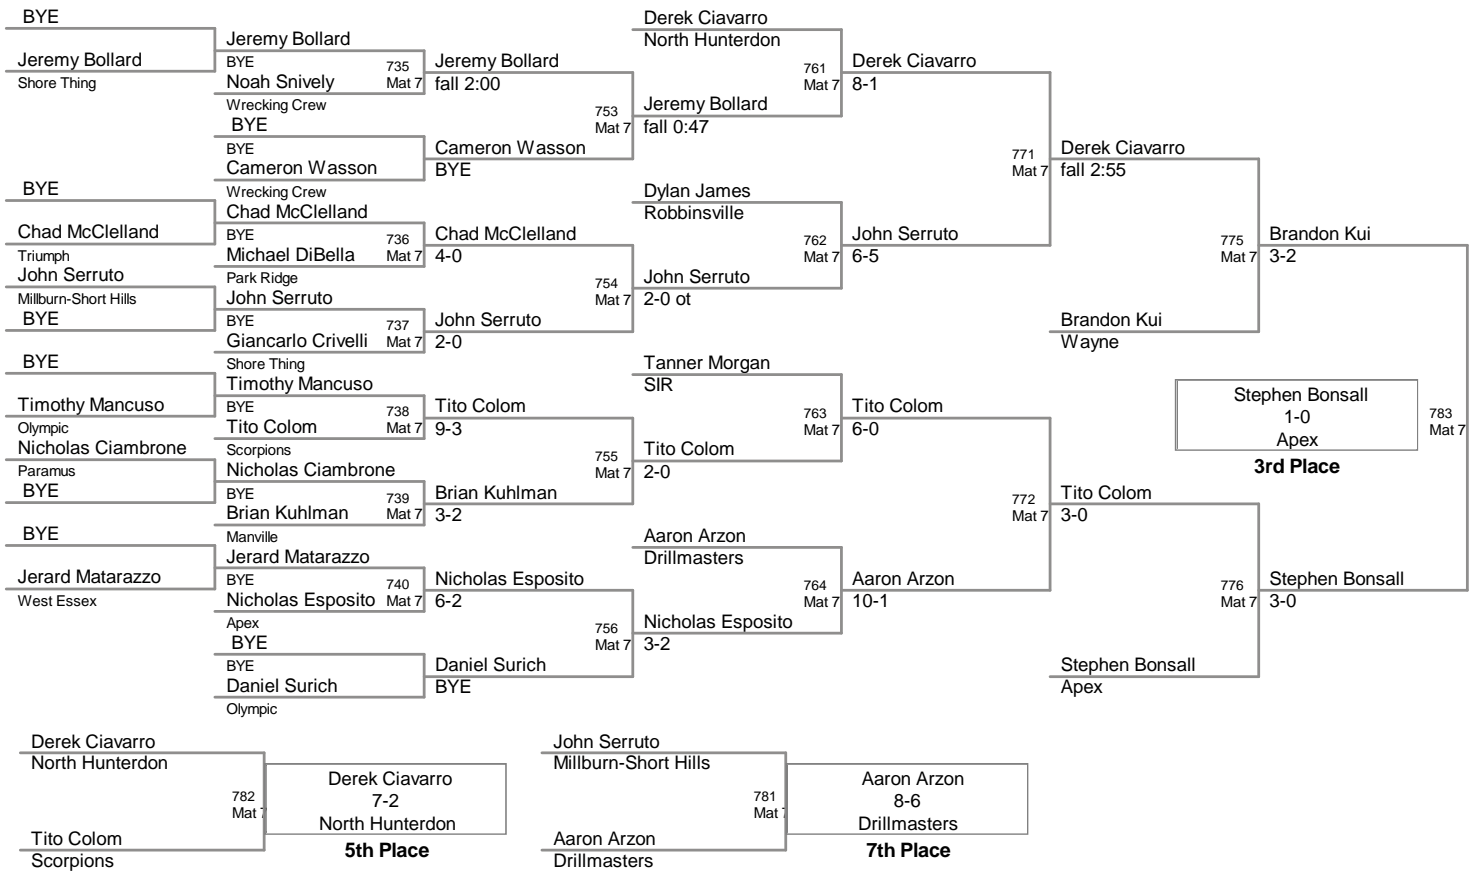 BYE
Jeremy Bollard
Shore Thing
BYE
Chad McClelland
Triumph
John Serruto
Millburn-Short Hills
BYE
BYE
Timothy Mancuso
Olympic
Nicholas Ciambrone
Paramus
BYE
BYE
Jerard Matarazzo
West Essex
Jeremy Bollard
BYE
735
Mat 7
Noah Snively
Wrecking Crew
BYE
BYE
Cameron Wasson
Wrecking Crew
Chad McClelland
BYE
736
Mat 7
Michael DiBella
Park Ridge
John Serruto
BYE
737
Mat 7
Giancarlo Crivelli
Shore Thing
Timothy Mancuso
BYE
738
Mat 7
Tito Colom
Scorpions
Nicholas Ciambrone
BYE
739
Mat 7
Brian Kuhlman
Manville
Jerard Matarazzo
BYE
740
Mat 7
Nicholas Esposito
Apex
BYE
BYE
Daniel Surich
Olympic
Jeremy Bollard
fall 2:00
753
Mat 7
Cameron Wasson
BYE
Chad McClelland
4-0
754
Mat 7
John Serruto
2-0
Tito Colom
9-3
755
Mat 7
Brian Kuhlman
3-2
Nicholas Esposito
6-2
756
Mat 7
Daniel Surich
BYE
Derek Ciavarro
North Hunterdon
761
Mat 7
Jeremy Bollard
fall 0:47
Dylan James
Robbinsville
762
Mat 7
John Serruto
2-0 ot
Tanner Morgan
SIR
763
Mat 7
Tito Colom
2-0
Aaron Arzon
Drillmasters
764
Mat 7
Nicholas Esposito
3-2
Derek Ciavarro
8-1
771
Mat 7
John Serruto
6-5
Tito Colom
6-0
772
Mat 7
Aaron Arzon
10-1
Derek Ciavarro
fall 2:55
775
Mat 7
Brandon Kui
Wayne
Tito Colom
3-0
776
Mat 7
Stephen Bonsall
Apex
Brandon Kui
3-2
Stephen Bonsall
1-0
Apex
3rd Place
783
Mat 7
Stephen Bonsall
3-0
Derek Ciavarro
North Hunterdon
782
Mat 7
Tito Colom
Scorpions
Derek Ciavarro
7-2
North Hunterdon
5th Place
John Serruto
Millburn-Short Hills
781
Mat 7
Aaron Arzon
Drillmasters
Aaron Arzon
8-6
Drillmasters
7th Place